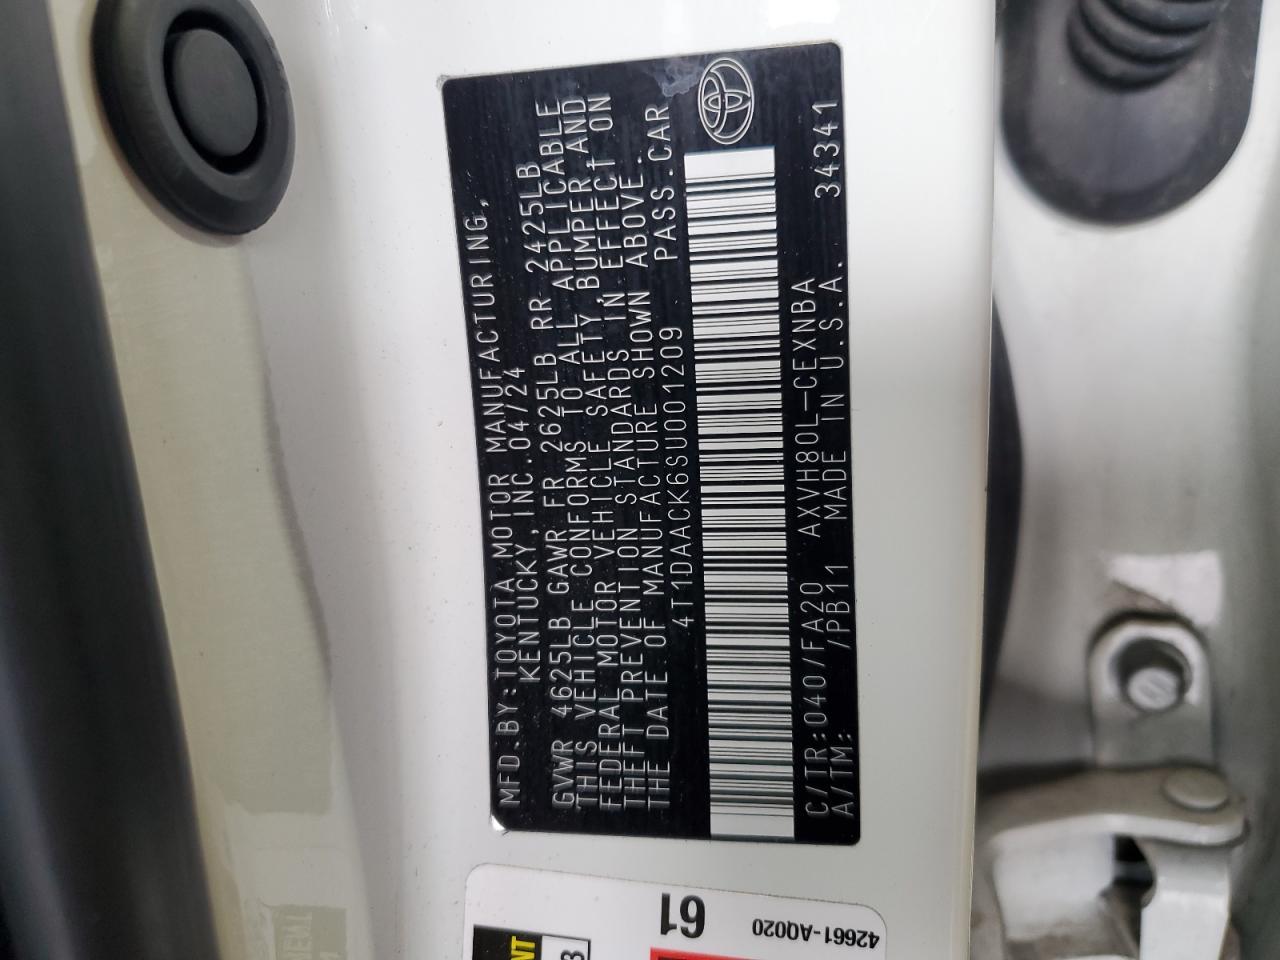 MFD.BY:TOYOTA MOTOR MANUFACTURING,
KENTUCKY, INC.04/24
GVWR 4625LB GAWR FR 2625LB RR 2425LB
THIS VEHICLE CONFORMS TO ALL APPLICABLE
FEDERAL MOTOR VEHICLE SAFETY, BUMPER,AND
THEFT PREVENTION STANDARDS IN EFFECT ON
THE DATE OF MANUFACTURE SHOWN ABOVE.
4T1DAACK6SU001209 PASS.CAR
C/TR:040/FA20 AXVH80L-CEXNBA 34341
A/TM: /PB11 MADE IN U.S.A.
61
42661-AQ020
NT
3